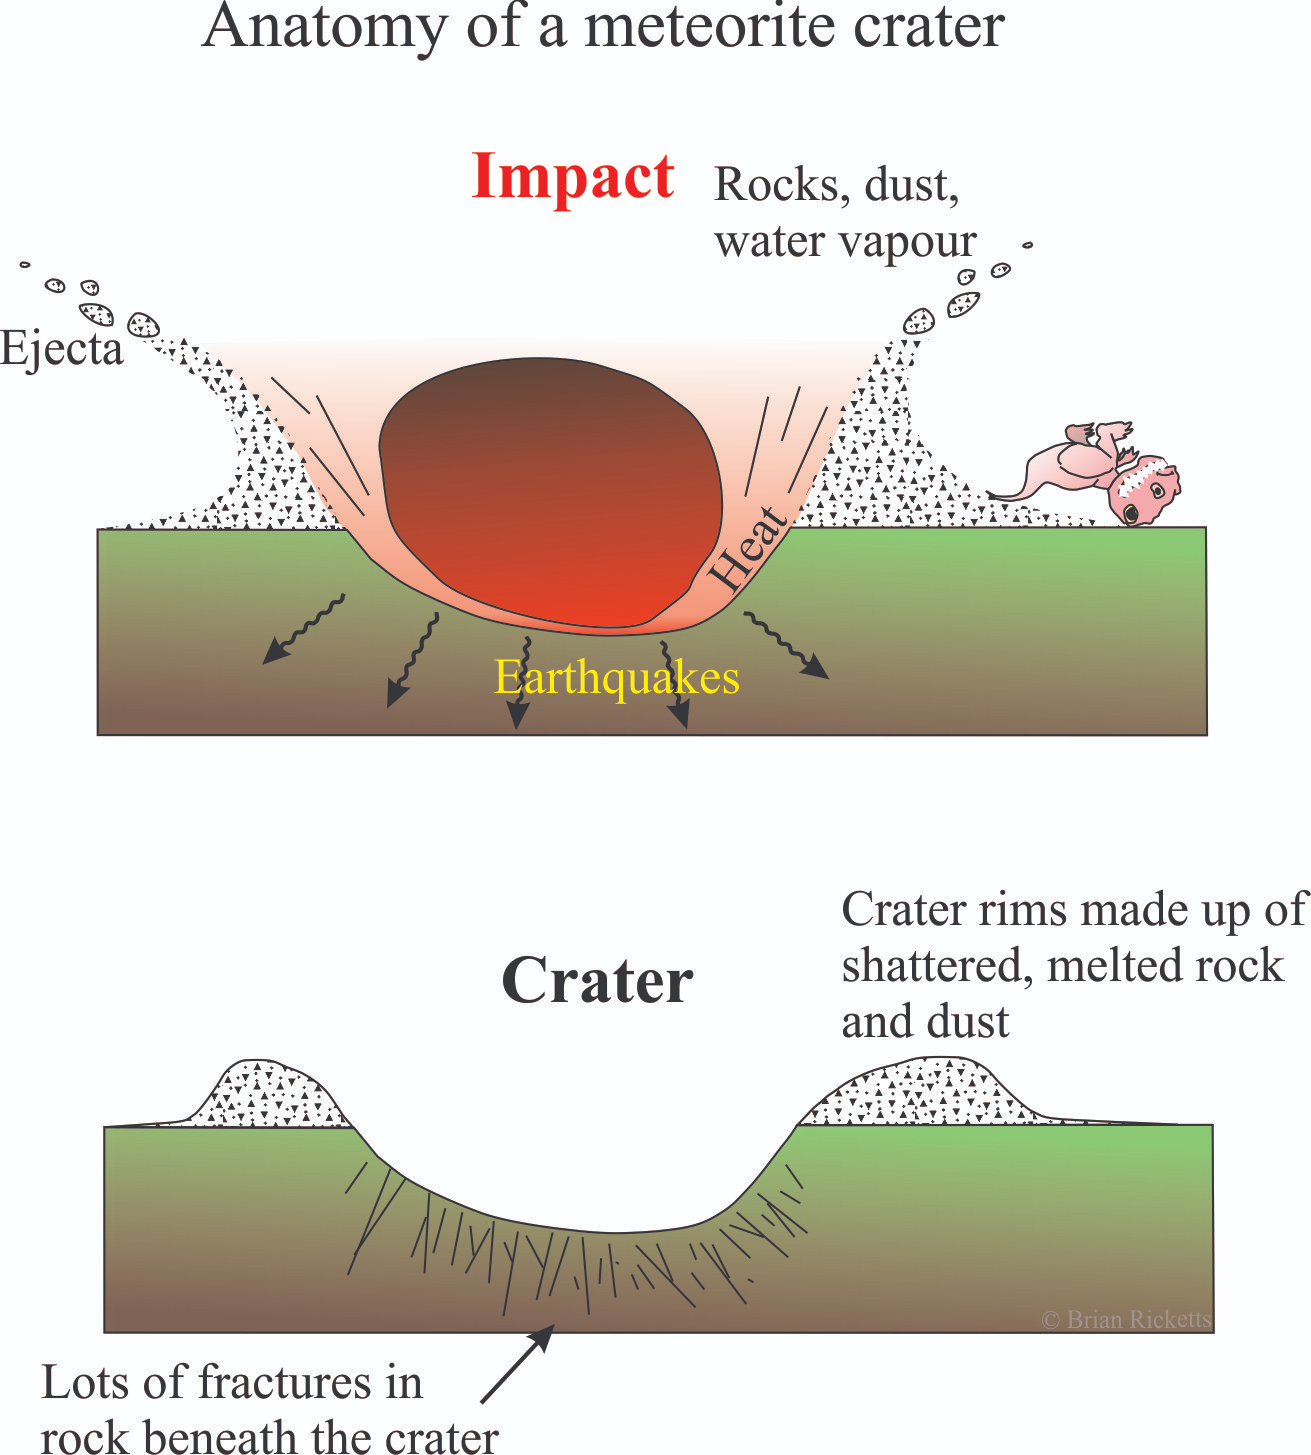 Anatomy of a meteorite crater
Impact
Rocks, dust,
water vapour
Ejecta
Heat
Earthquakes
Crater rims made up of
shattered, melted rock
and dust
Crater
© Brian Ricketts
Lots of fractures in
rock beneath the crater